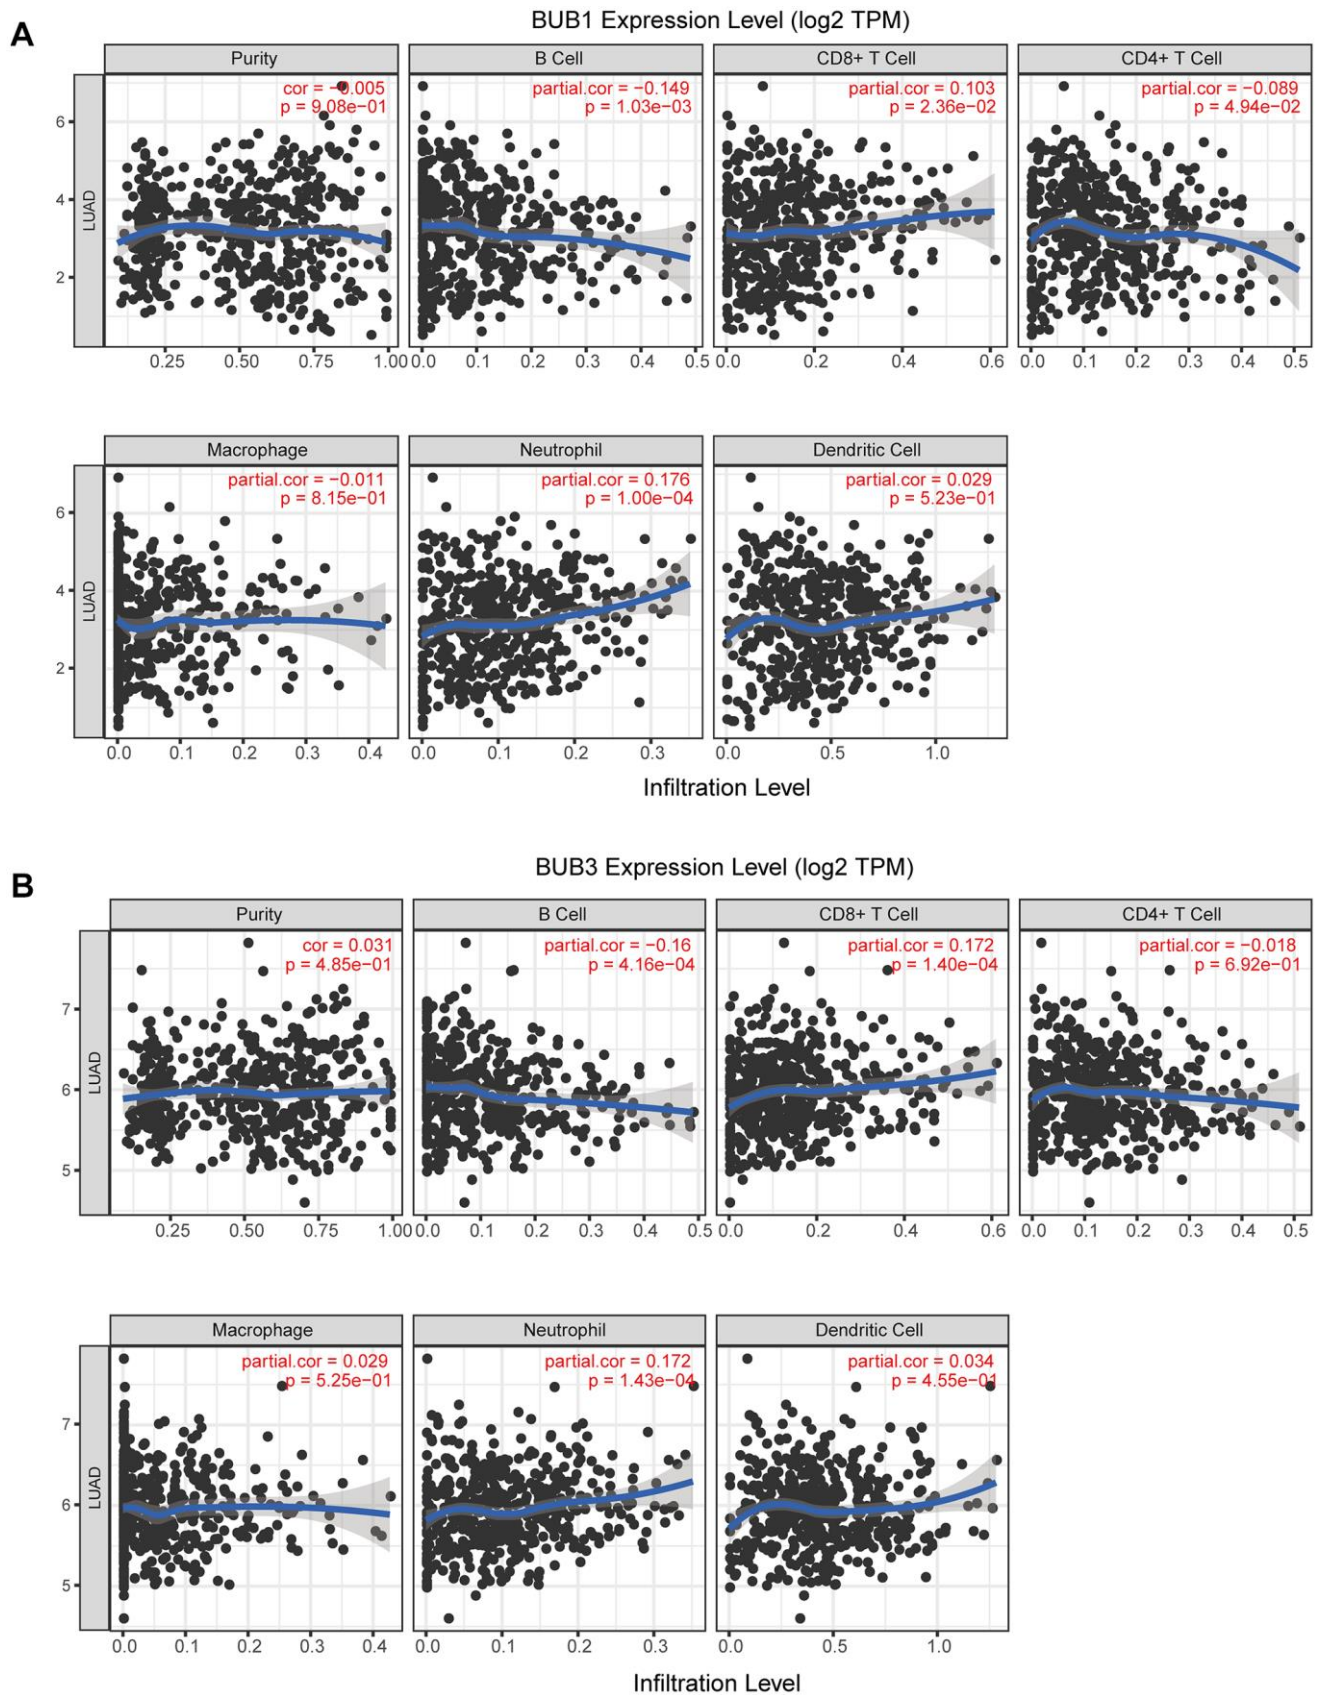 A
BUB1 Expression Level (log2 TPM)
Purity
B Cell
CD8+ T Cell
CD4+ T Cell
cor = −0.005
p = 9.08e−01
partial.cor = −0.149
p = 1.03e−03
partial.cor = 0.103
p = 2.36e−02
partial.cor = −0.089
p = 4.94e−02
LUAD
6
4
2
0.25 0.50 0.75 1.00
0.0 0.1 0.2 0.3 0.4 0.5
0.0 0.2 0.4 0.6
0.0 0.1 0.2 0.3 0.4 0.5
Macrophage
Neutrophil
Dendritic Cell
partial.cor = −0.011
p = 8.15e−01
partial.cor = 0.176
p = 1.00e−04
partial.cor = 0.029
p = 5.23e−01
LUAD
6
4
2
0.0 0.1 0.2 0.3 0.4
0.0 0.1 0.2 0.3
0.0 0.5 1.0
Infiltration Level
B
BUB3 Expression Level (log2 TPM)
Purity
B Cell
CD8+ T Cell
CD4+ T Cell
cor = 0.031
p = 4.85e−01
partial.cor = −0.16
p = 4.16e−04
partial.cor = 0.172
p = 1.40e−04
partial.cor = −0.018
p = 6.92e−01
LUAD
7
6
5
0.25 0.50 0.75 1.00
0.0 0.1 0.2 0.3 0.4 0.5
0.0 0.2 0.4 0.6
0.0 0.1 0.2 0.3 0.4 0.5
Macrophage
Neutrophil
Dendritic Cell
partial.cor = 0.029
p = 5.25e−01
partial.cor = 0.172
p = 1.43e−04
partial.cor = 0.034
p = 4.55e−01
LUAD
7
6
5
0.0 0.1 0.2 0.3 0.4
0.0 0.1 0.2 0.3
0.0 0.5 1.0
Infiltration Level